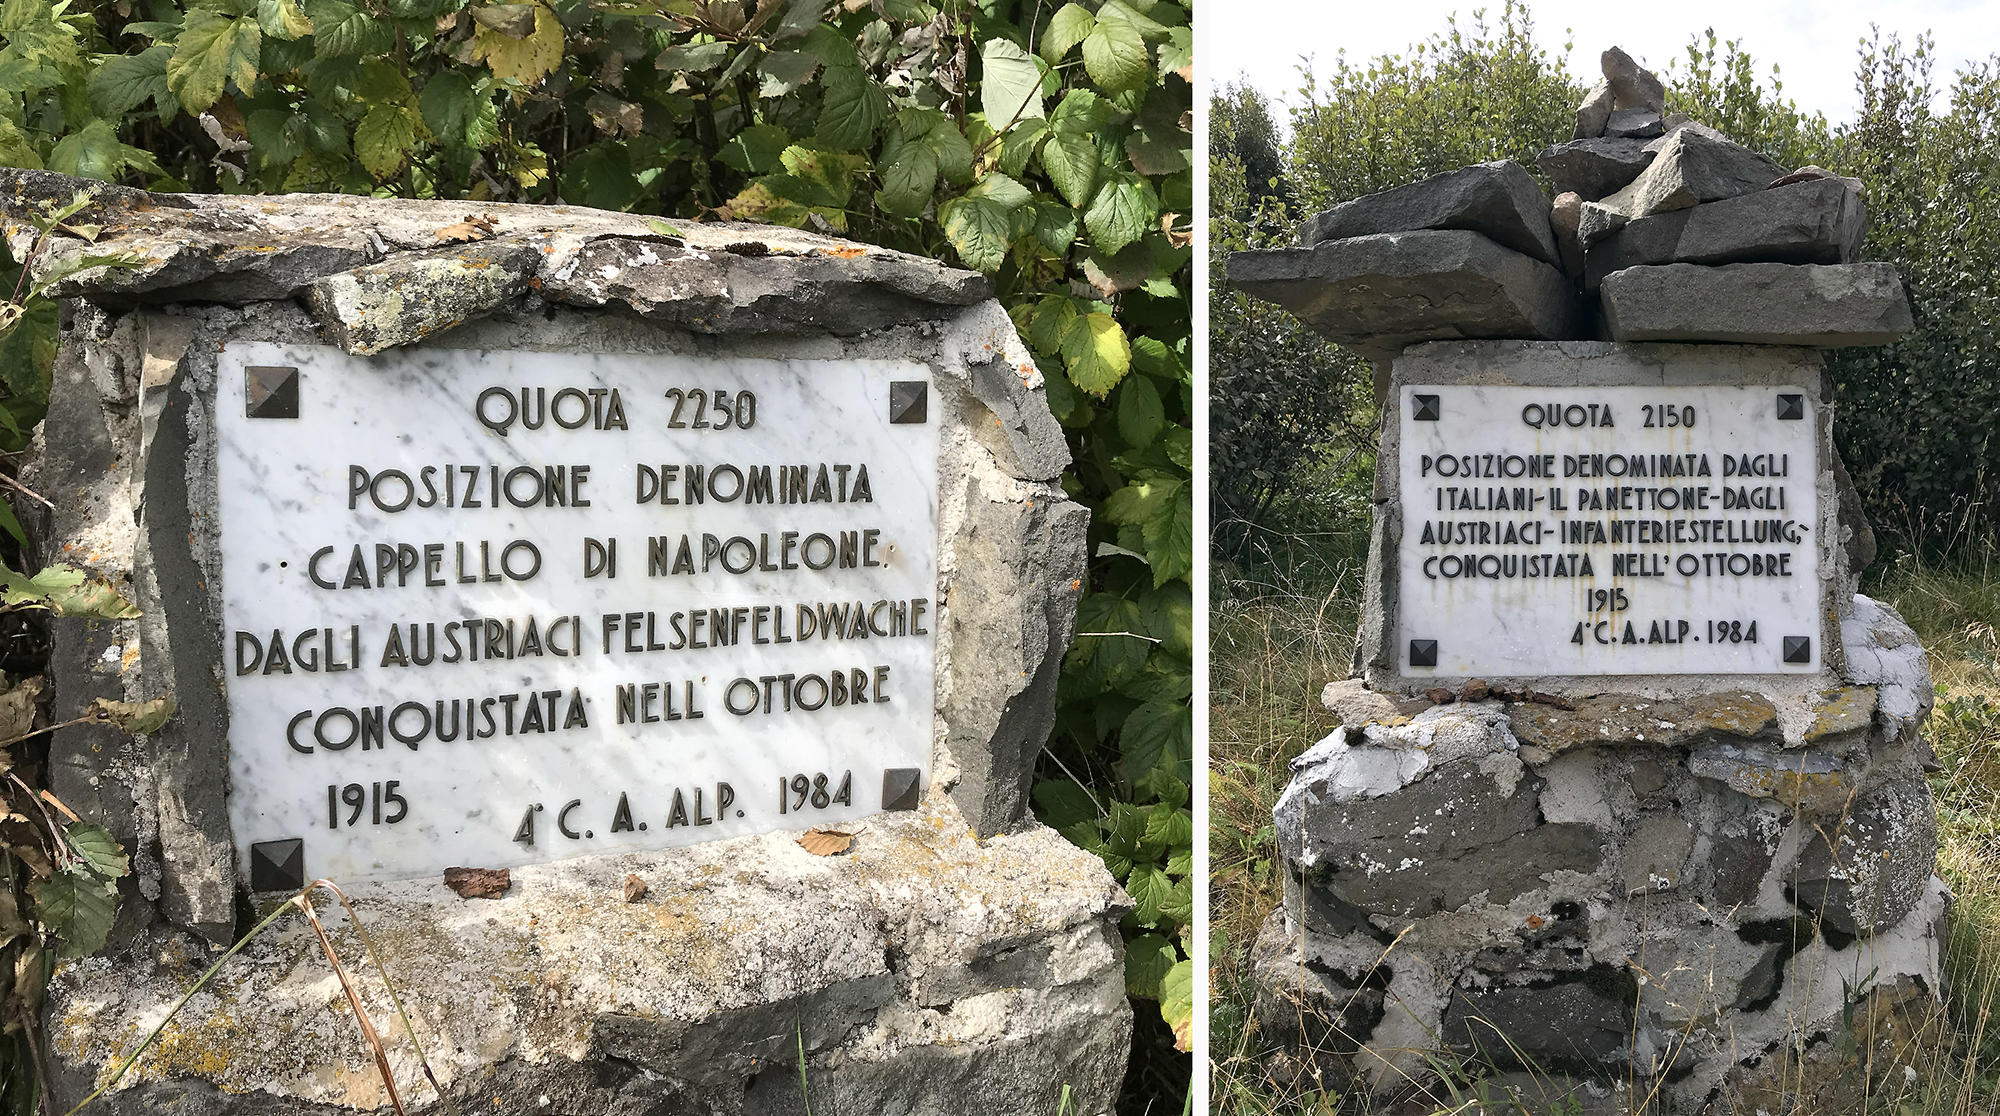 QUOTA 2250
POSIZIONE DENOMINATA
CAPPELLO DI NAPOLEONE:
DAGLI AUSTRIACI FELSENFELDWACHE
CONQUISTATA NELL' OTTOBRE
1915
4° C. A. ALP. 1984
QUOTA 2150
POSIZIONE DENOMINATA DAGLI
ITALIANI-IL PANETTONE-DAGLI
AUSTRIACI-INFANTERIESTELLUNG,
CONQUISTATA NELL' OTTOBRE
1915
4° C. A. ALP. 1984